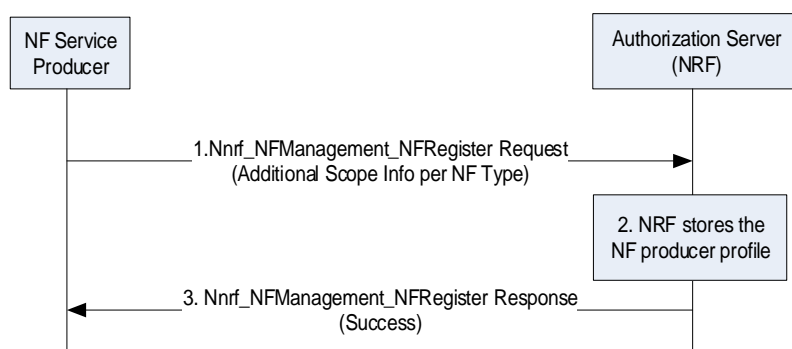 NF Service
Producer
Authorization Server
(NRF)
1.Nnrf_NFManagement_NFRegister Request
(Additional Scope Info per NF Type)
2. NRF stores the
NF producer profile
3. Nnrf_NFManagement_NFRegister Response
(Success)